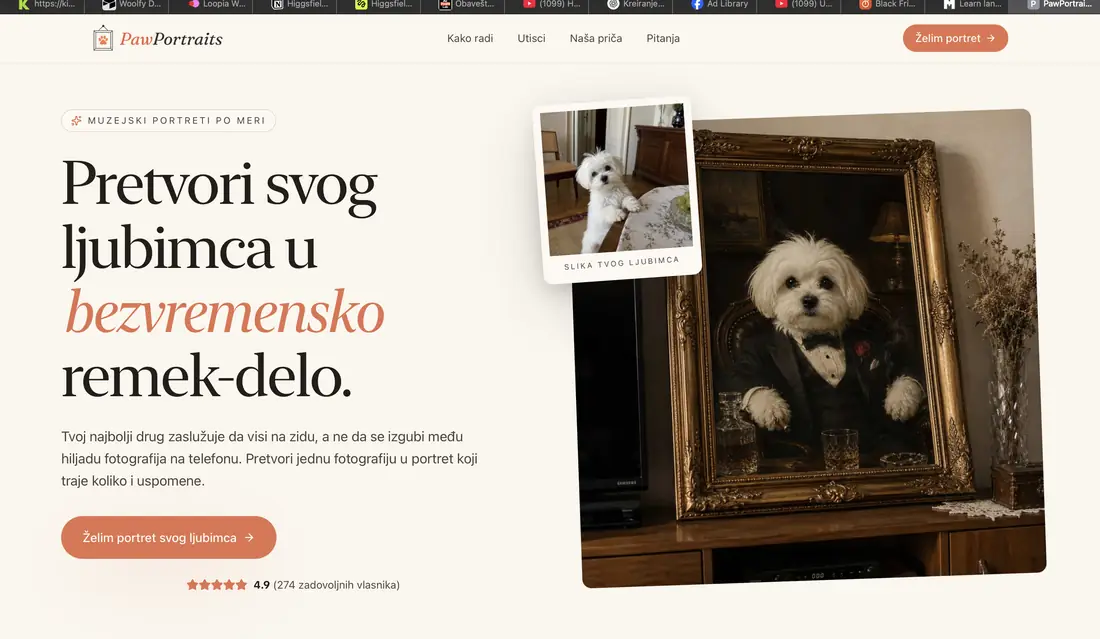 https://ki...
Woolfy D...
Loopia W...
Higgsfiel...
Higgsfiel...
Obavešt...
(1099) H...
Kreiranje...
Ad Library
(1099) U...
Black Fri...
Learn lan...
PawPortrai...
PawPortraits
Kako radi
Utisci
Naša priča
Pitanja
Želim portret →
MUZEJSKI PORTRETI PO MERI
Pretvori svog
ljubimca u
bezvremensko
remek-delo.
SLIKA TVOG LJUBIMCA
SAMSUNG
Tvoj najbolji drug zaslužuje da visi na zidu, a ne da se izgubi među
hiljadu fotografija na telefonu. Pretvori jednu fotografiju u portret koji
traje koliko i uspomene.
Želim portret svog ljubimca →
4.9 (274 zadovoljnih vlasnika)